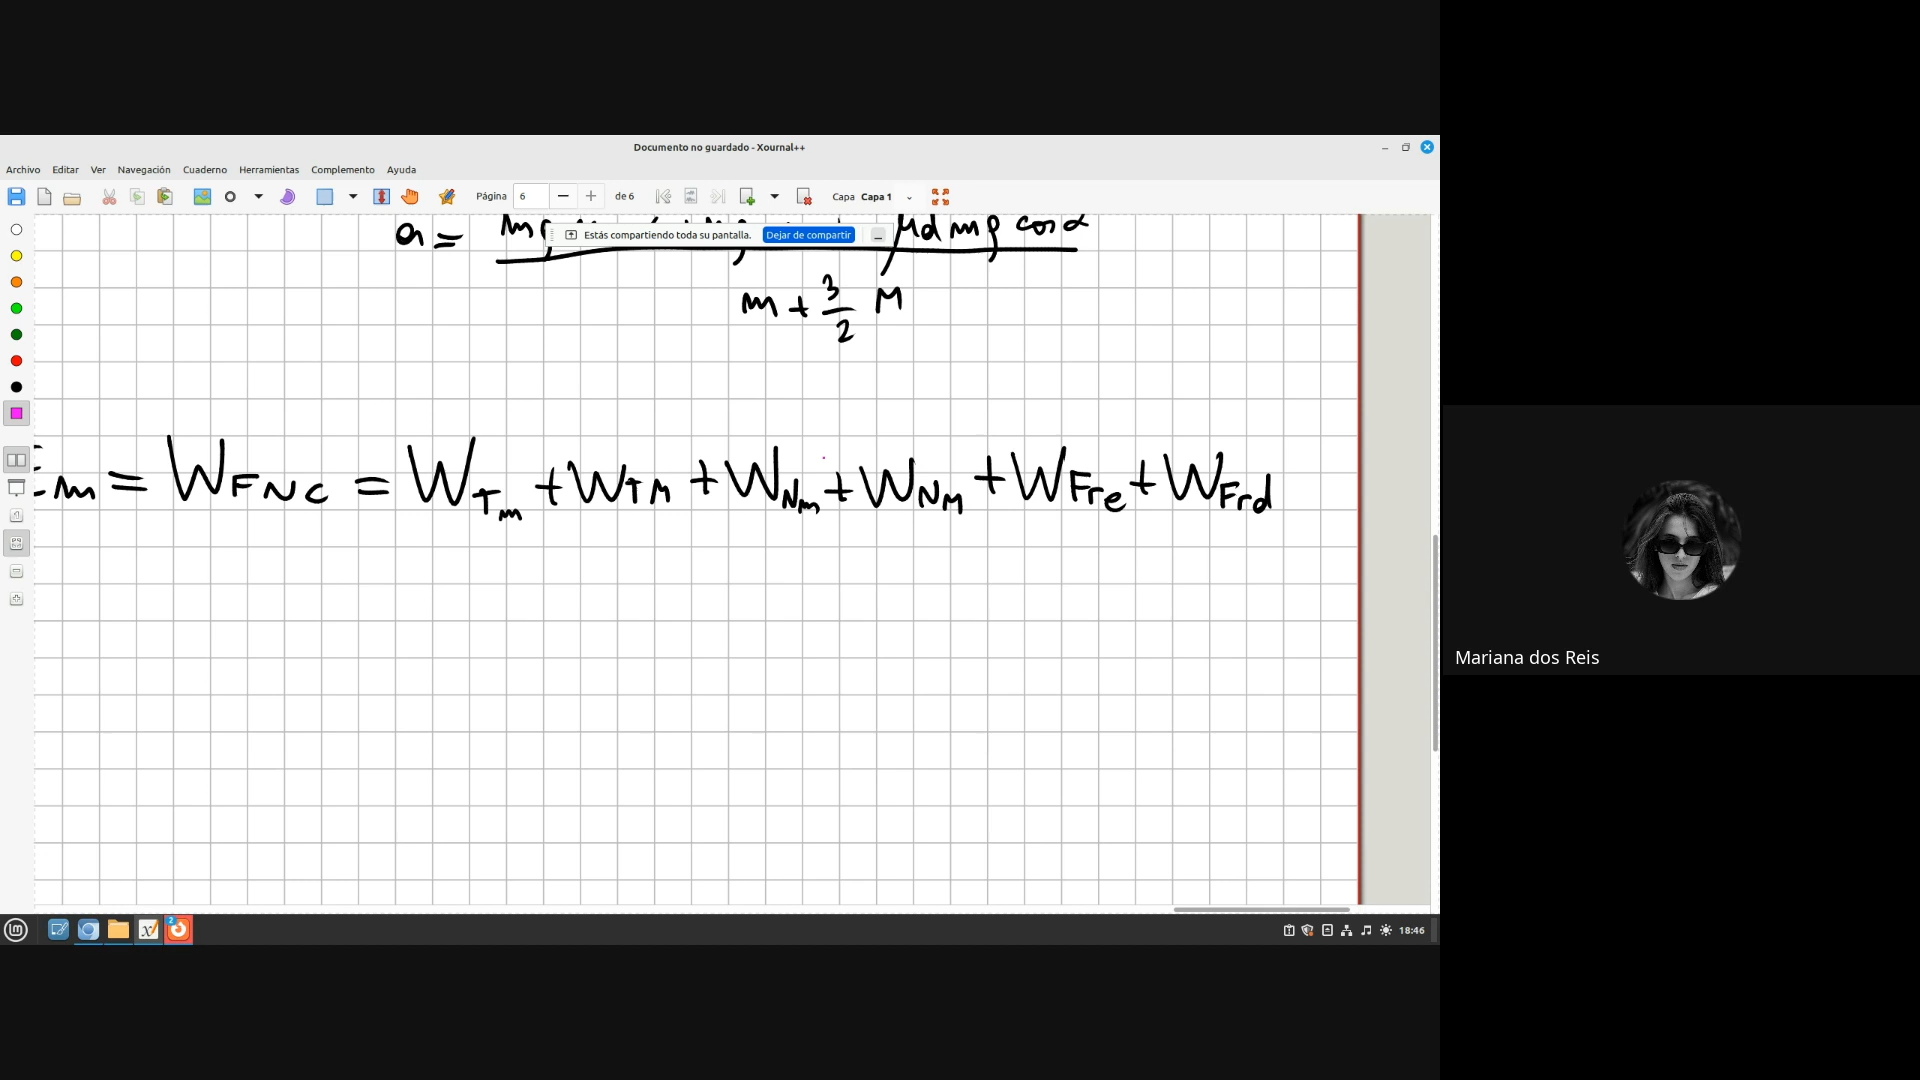 Documento no guardado - Xournal++
Archivo Editar Ver Navegación Cuaderno Herramientas Complemento Ayuda
Página 6 de 6 Capa Capa 1
Estás compartiendo toda su pantalla. Dejar de compartir
a = μd mg cos α
m + 3/2 M
m = W_FNC = W_Tm + W_TM + W_Nm + W_NM + W_Fre + W_Frd
Mariana dos Reis
2
18:46